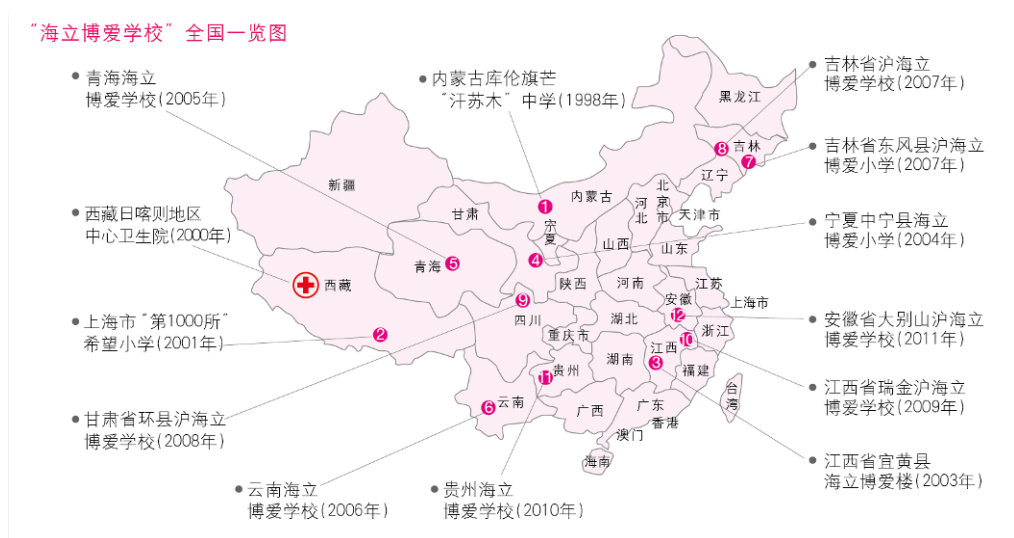 “海立博爱学校”全国一览图
青海海立
博爱学校(2005年)
内蒙古库伦旗芒
“汗苏木”中学(1998年)
吉林省沪海立
博爱学校(2007年)
吉林省东风县沪海立
博爱小学(2007年)
西藏日喀则地区
中心卫生院(2000年)
宁夏中宁县海立
博爱小学(2004年)
上海市“第1000所”
希望小学(2001年)
安徽省大别山沪海立
博爱学校(2011年)
甘肃省环县沪海立
博爱学校(2008年)
江西省瑞金沪海立
博爱学校(2009年)
江西省宜黄县
海立博爱楼(2003年)
云南海立
博爱学校(2006年)
贵州海立
博爱学校(2010年)
黑龙江
8
吉林
7
辽宁
新疆
内蒙古
北京市
河北
天津市
甘肃
1
宁夏
山西
山东
青海
5
4
陕西
河南
江苏
西藏
9
安徽
上海市
四川
湖北
12
浙江
2
重庆市
10
湖南
江西
3
福建
11
贵州
6
云南
广西
广东
香港
澳门
台湾
海南